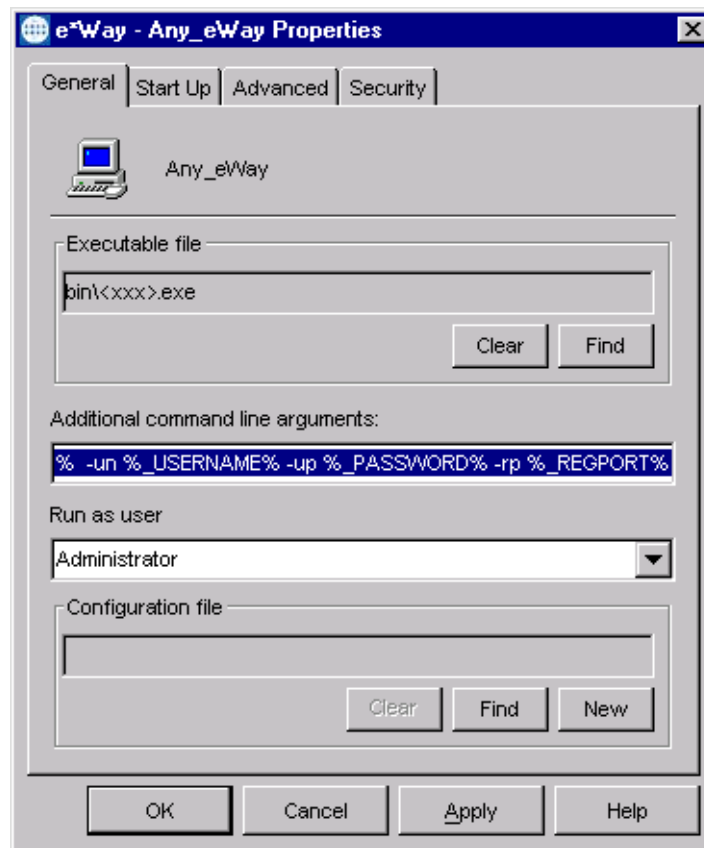 e*Way - Any_eWay Properties
General Start Up Advanced Security
Any_eWay
Executable file
bin\<xxx>.exe
Clear Find
Additional command line arguments:
% -un %_USERNAME% -up %_PASSWORD% -rp %_REGPORT%
Run as user
Administrator
Configuration file
Clear Find New
OK Cancel Apply Help